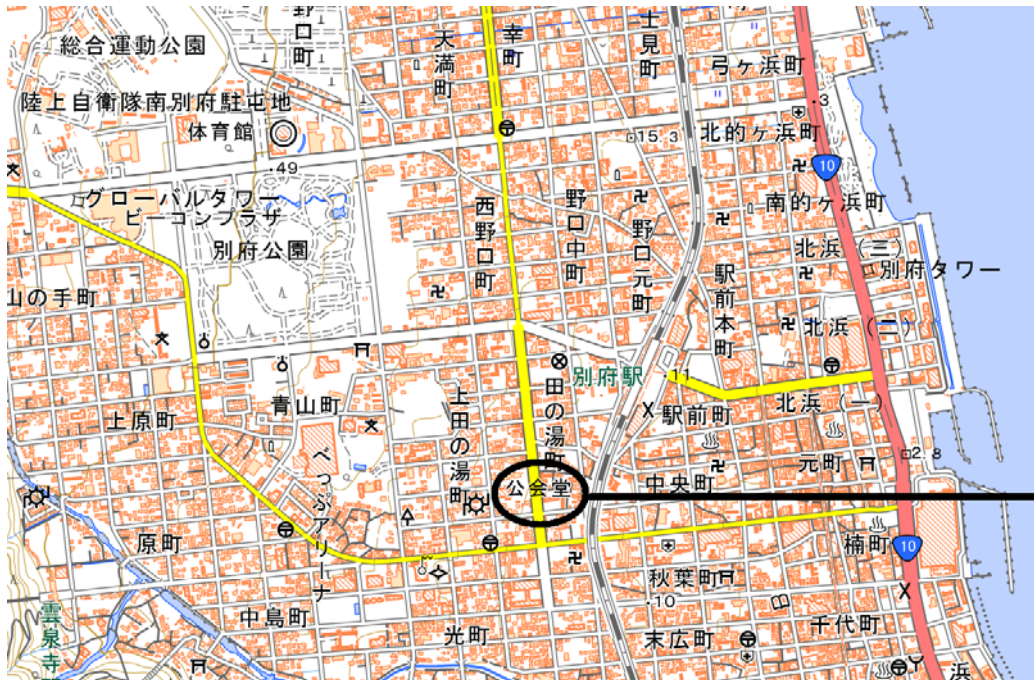 野口町
総合運動公園
天満町
幸町
士見町
弓ヶ浜町
陸上自衛隊南別府駐屯地
体育館
.3
15.3
北的ヶ浜町
10
.49
グローバルタワー
ビーコンプラザ
別府公園
西野口町
野口中町
野口元町
南的ヶ浜町
北浜(三)
別府タワー
駅前本町
山の手町
北浜(二)
別府駅
11
上原町
青山町
上田の湯町
田の湯町
駅前町
北浜(一)
べっぷアリーナ
公会堂
中央町
元町
2.8
原町
楠町
10
秋葉町
.10
中島町
光町
末広町
千代町
雲泉寺
浜